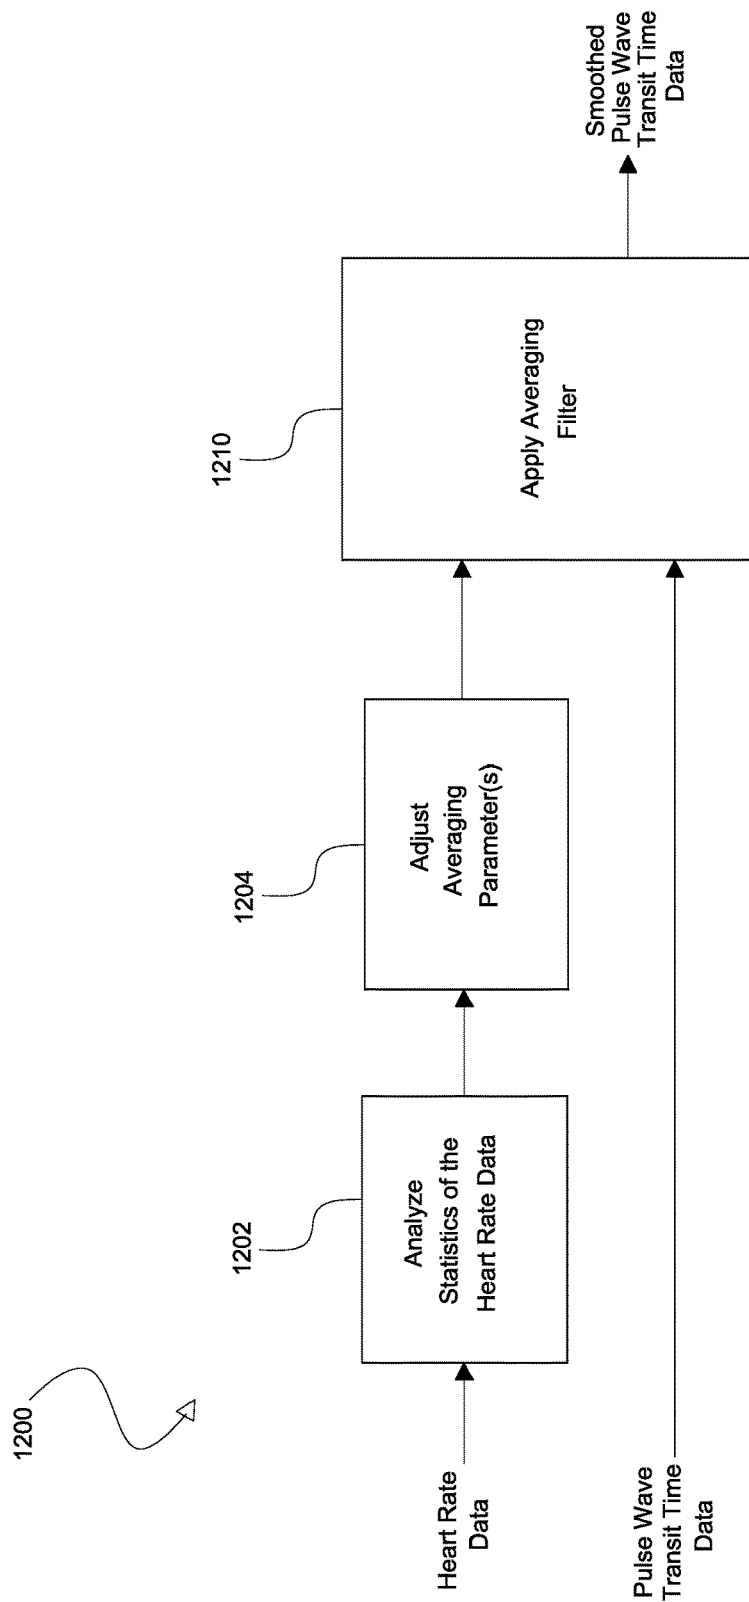 1200
Heart Rate
Data
1202
Analyze
Statistics of the
Heart Rate Data
1204
Adjust
Averaging
Parameter(s)
1210
Apply Averaging
Filter
Pulse Wave
Transit Time
Data
Smoothed
Pulse Wave
Transit Time
Data